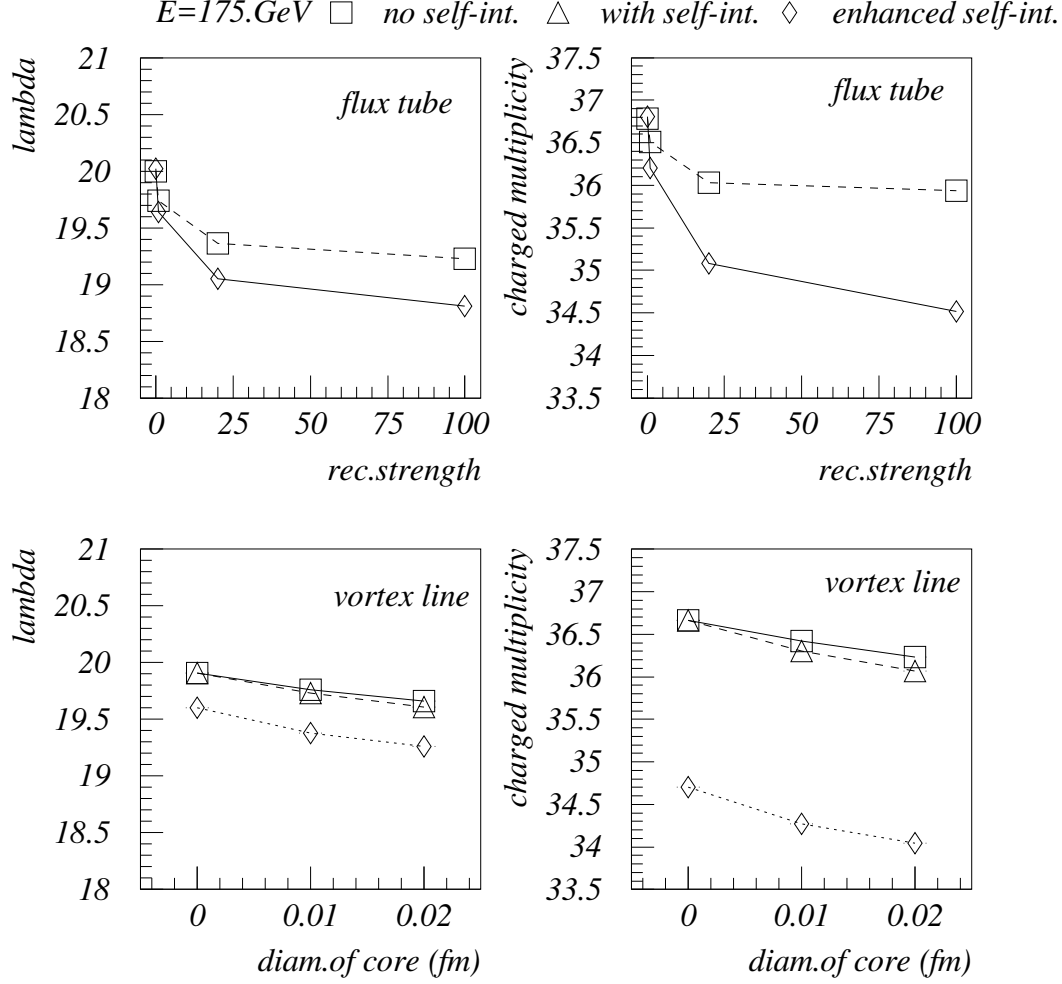 E=175.GeV no self-int. with self-int. enhanced self-int.
lambda
21
20.5
20
19.5
19
18.5
18
flux tube
0 25 50 75 100
rec.strength
charged multiplicity
37.5
37
36.5
36
35.5
35
34.5
34
33.5
flux tube
0 25 50 75 100
rec.strength
lambda
21
20.5
20
19.5
19
18.5
18
vortex line
0 0.01 0.02
diam.of core (fm)
charged multiplicity
37.5
37
36.5
36
35.5
35
34.5
34
33.5
vortex line
0 0.01 0.02
diam.of core (fm)